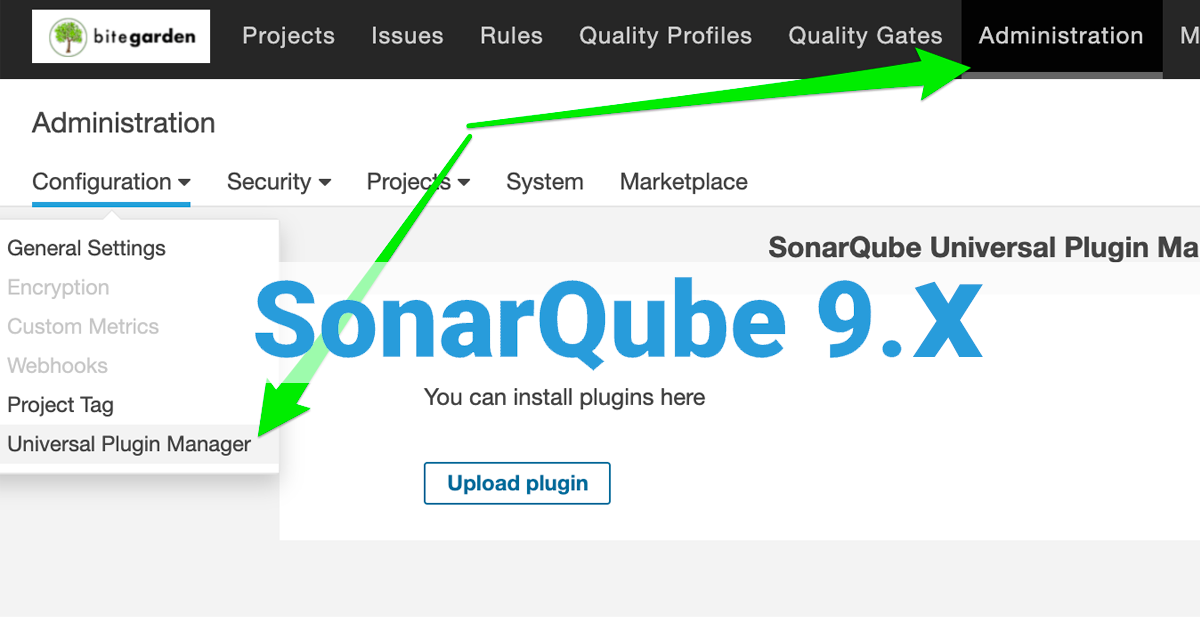 bitegarden Projects Issues Rules Quality Profiles Quality Gates Administration M
Administration
Configuration Security Projects System Marketplace
General Settings
Encryption
Custom Metrics
Webhooks
Project Tag
Universal Plugin Manager
SonarQube Universal Plugin Ma
SonarQube 9.X
You can install plugins here
Upload plugin